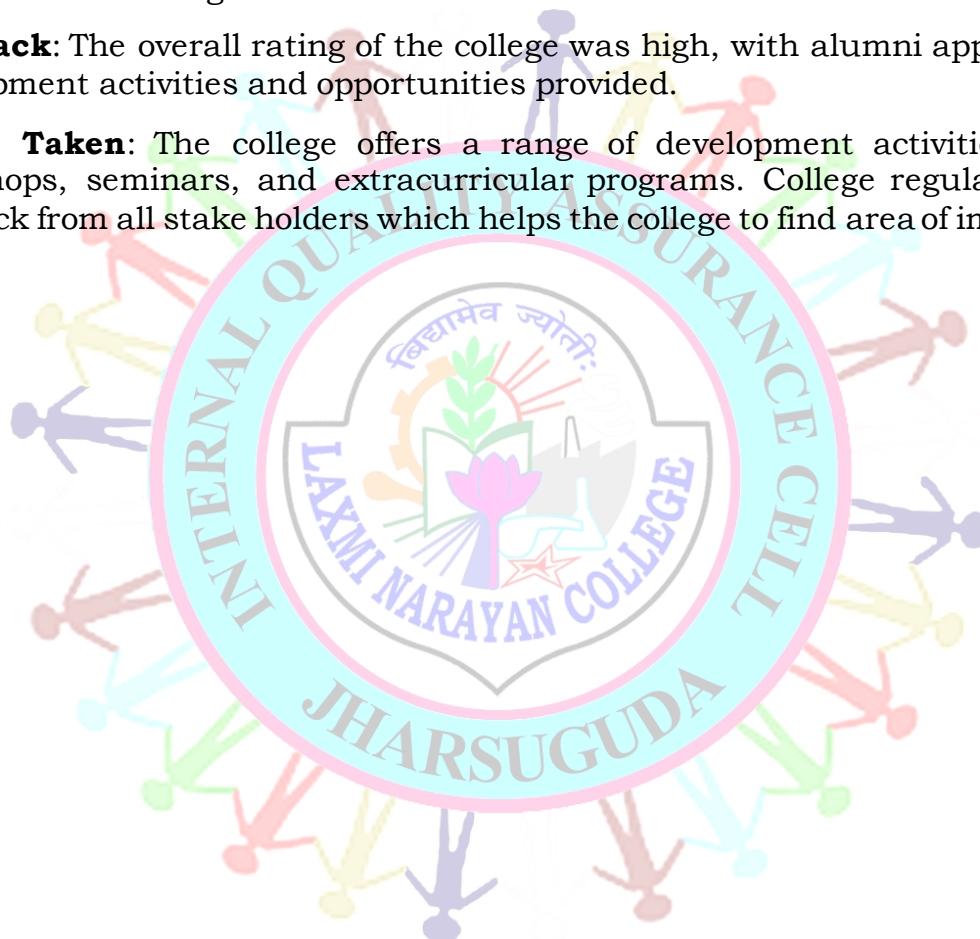 ack: The overall rating of the college was high, with alumni app
pment activities and opportunities provided.
Taken: The college offers a range of development activiti
hops, seminars, and extracurricular programs. College regula
ck from all stake holders which helps the college to find area of in
INTERNAL QUALITY ASSURANCE CELL
बिद्यामेव ज्योतीः
LAXMI NARAYAN COLLEGE
JHARSUGUDA